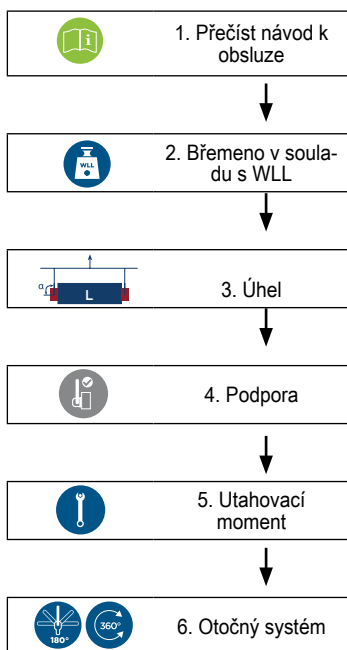 i
1. Přečíst návod k
obsluze
WLL
2. Břemeno v soula-
du s WLL
α
L
3. Úhel
4. Podpora
5. Utahovací
moment
180°
360°
6. Otočný systém